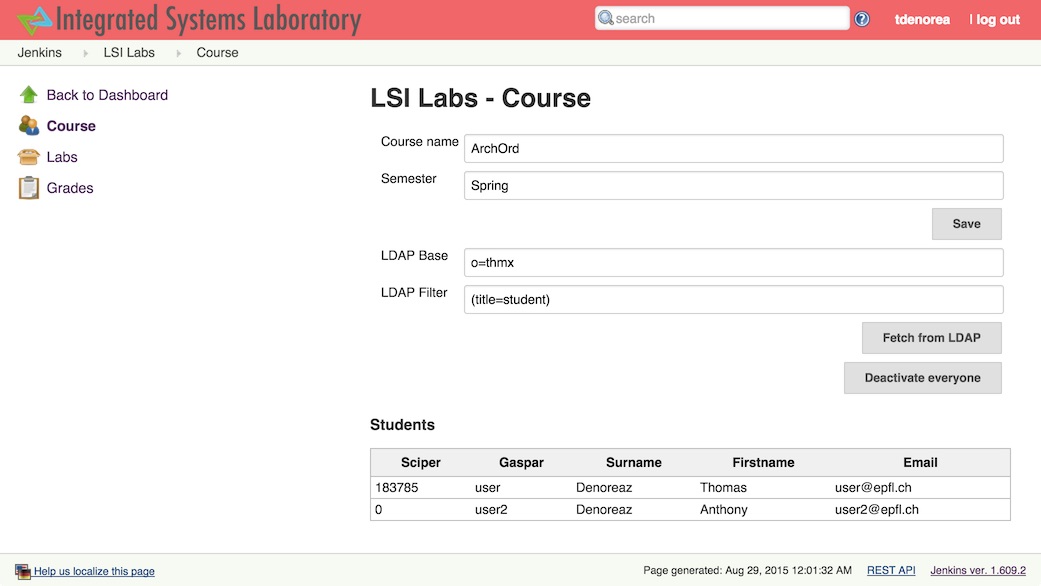 Integrated Systems Laboratory search ? tdenorea | log out
Jenkins LSI Labs Course
Back to Dashboard
Course
Labs
Grades
LSI Labs - Course
Course name ArchOrd
Semester Spring
Save
LDAP Base o=thmx
LDAP Filter (title=student)
Fetch from LDAP
Deactivate everyone
Students
Sciper Gaspar Surname Firstname Email
183785 user Denoreaz Thomas user@epfl.ch
0 user2 Denoreaz Anthony user2@epfl.ch
Help us localize this page Page generated: Aug 29, 2015 12:01:32 AM REST API Jenkins ver. 1.609.2